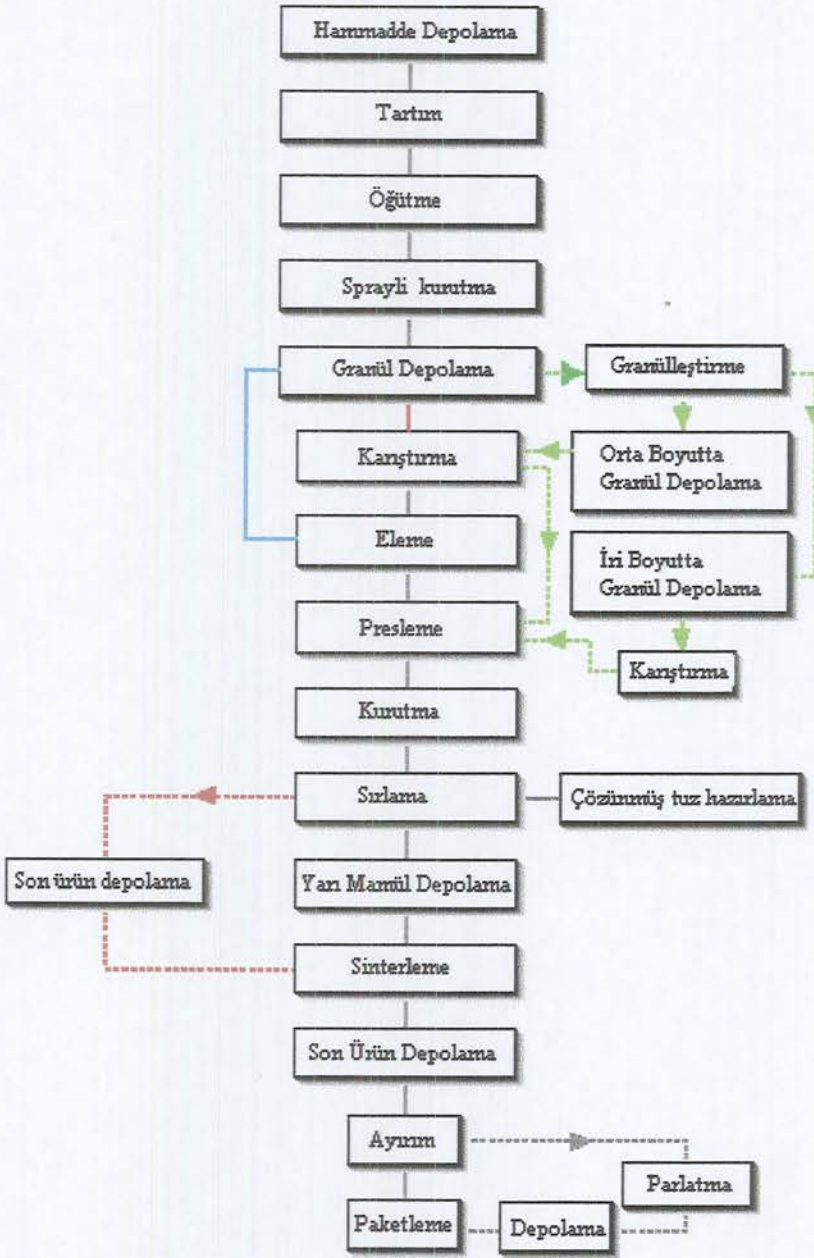 Hammadde Depolama
Tartım
Öğütme
Sprayli kurutma
Granül Depolama
Granülleştirme
Karıştırma
Orta Boyutta
Granül Depolama
Eleme
İri Boyutta
Granül Depolama
Presleme
Karıştırma
Kurutma
Sırlama
Çözünmüş tuz hazırlama
Son ürün depolama
Yarı Mamül Depolama
Sinterleme
Son Ürün Depolama
Ayırım
Parlatma
Paketleme
Depolama